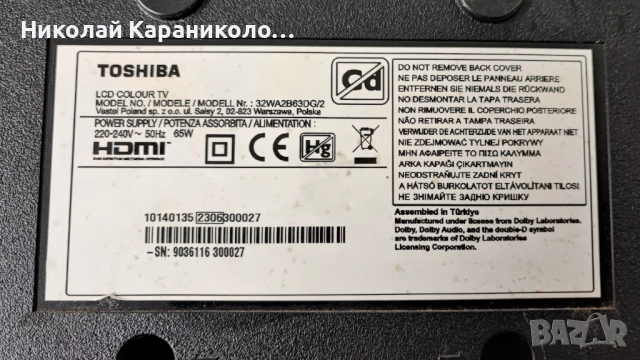 Николай Караниколо…
TOSHIBA
LCD COLOUR TV
MODEL NO. / MODELE / MODELL Nr. : 32WA2B63DG/2
Vestel Poland sp. z o.o. ul. Salsy 2, 02-823 Warszawa, Polska
POWER SUPPLY / POTENZA ASSORBITA / ALIMENTATION :
220-240V ~ 50Hz 65W
HDMI
CE
Hg
Cd
10140135 2306300027
-SN: 9036116 300027
DO NOT REMOVE BACK COVER
NE PAS DEPOSER LE PANNEAU ARRIERE
ENTFERNEN SIE NIEMALS DIE RÜCKWAND
NO DESMONTAR LA TAPA TRASERA
NON RIMUOVERE IL COPERCHIO POSTERIORE
NÃO RETIRAR A TAMPA TRASEIRA
VERWIJDER DE ACHTERZIJDE VAN HET APPARAAT NIET
NIE ZDEJMOWAĆ TYLNEJ POKRYWY
ΜΗΝ ΑΦΑΙΡΕΙΤΕ ΤΟ ΠΙΣΩ ΚΑΛΥΜΜΑ
ARKA KAPAĞI ÇIKARTMAYIN
NEODSTRAŇUJTE ZADNÍ KRYT
A HÁTSÓ BURKOLATOT ELTÁVOLÍTANI TILOS!
НЕ ЗНІМАЙТЕ ЗАДНЮ КРИШКУ
Assembled in Türkiye
Manufactured under license from Dolby Laboratories.
Dolby, Dolby Audio, and the double-D symbol
are trademarks of Dolby Laboratories
Licensing Corporation.
BAZAR